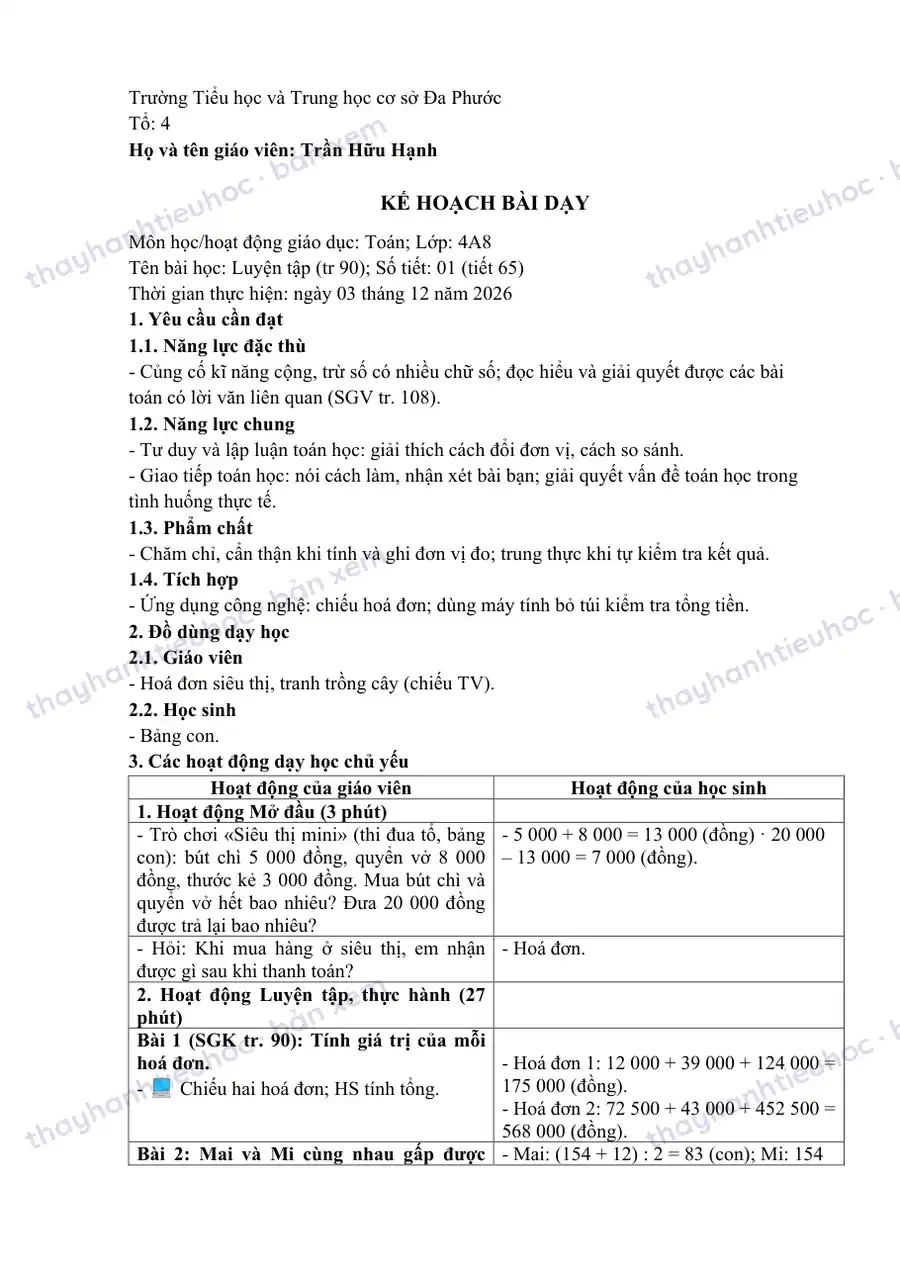 Trường Tiểu học và Trung học cơ sở Đa Phước
Tổ: 4
Họ và tên giáo viên: Trần Hữu Hạnh
KẾ HOẠCH BÀI DẠY
Môn học/hoạt động giáo dục: Toán; Lớp: 4A8
Tên bài học: Luyện tập (tr 90); Số tiết: 01 (tiết 65)
Thời gian thực hiện: ngày 03 tháng 12 năm 2026
1. Yêu cầu cần đạt
1.1. Năng lực đặc thù
- Củng cố kĩ năng cộng, trừ số có nhiều chữ số; đọc hiểu và giải quyết được các bài
toán có lời văn liên quan (SGV tr. 108).
1.2. Năng lực chung
- Tư duy và lập luận toán học: giải thích cách đổi đơn vị, cách so sánh.
- Giao tiếp toán học: nói cách làm, nhận xét bài bạn; giải quyết vấn đề toán học trong
tình huống thực tế.
1.3. Phẩm chất
- Chăm chỉ, cẩn thận khi tính và ghi đơn vị đo; trung thực khi tự kiểm tra kết quả.
1.4. Tích hợp
- Ứng dụng công nghệ: chiếu hoá đơn; dùng máy tính bỏ túi kiểm tra tổng tiền.
2. Đồ dùng dạy học
2.1. Giáo viên
- Hoá đơn siêu thị, tranh trồng cây (chiếu TV).
2.2. Học sinh
- Bảng con.
3. Các hoạt động dạy học chủ yếu
Hoạt động của giáo viên
Hoạt động của học sinh
1. Hoạt động Mở đầu (3 phút)
- Trò chơi «Siêu thị mini» (thi đua tổ, bảng
con): bút chì 5 000 đồng, quyển vở 8 000
đồng, thước kẻ 3 000 đồng. Mua bút chì và
quyển vở hết bao nhiêu? Đưa 20 000 đồng
được trả lại bao nhiêu?
- 5 000 + 8 000 = 13 000 (đồng) · 20 000
– 13 000 = 7 000 (đồng).
- Hỏi: Khi mua hàng ở siêu thị, em nhận
được gì sau khi thanh toán?
- Hoá đơn.
2. Hoạt động Luyện tập, thực hành (27
phút)
Bài 1 (SGK tr. 90): Tính giá trị của mỗi
hoá đơn.
- Chiếu hai hoá đơn; HS tính tổng.
- Hoá đơn 1: 12 000 + 39 000 + 124 000 =
175 000 (đồng).
- Hoá đơn 2: 72 500 + 43 000 + 452 500 =
568 000 (đồng).
Bài 2: Mai và Mi cùng nhau gấp được
- Mai: (154 + 12) : 2 = 83 (con); Mi: 154
thayhanhtieuhoc · bản xem
thayhanhtieuhoc · b
thayhanhtieuhoc · bản xem
thayhanhtieuhoc · b
thayhanhtieuhoc · bản xem
thayhanhtieuhoc · b